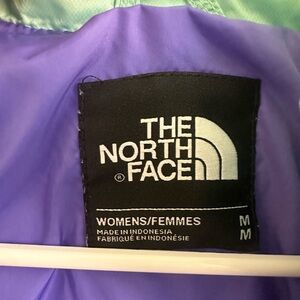 THE
NORTH
FACE
®
WOMENS/FEMMES M
MADE IN INDONESIA M
FABRIQUÉ EN INDONÉSIE